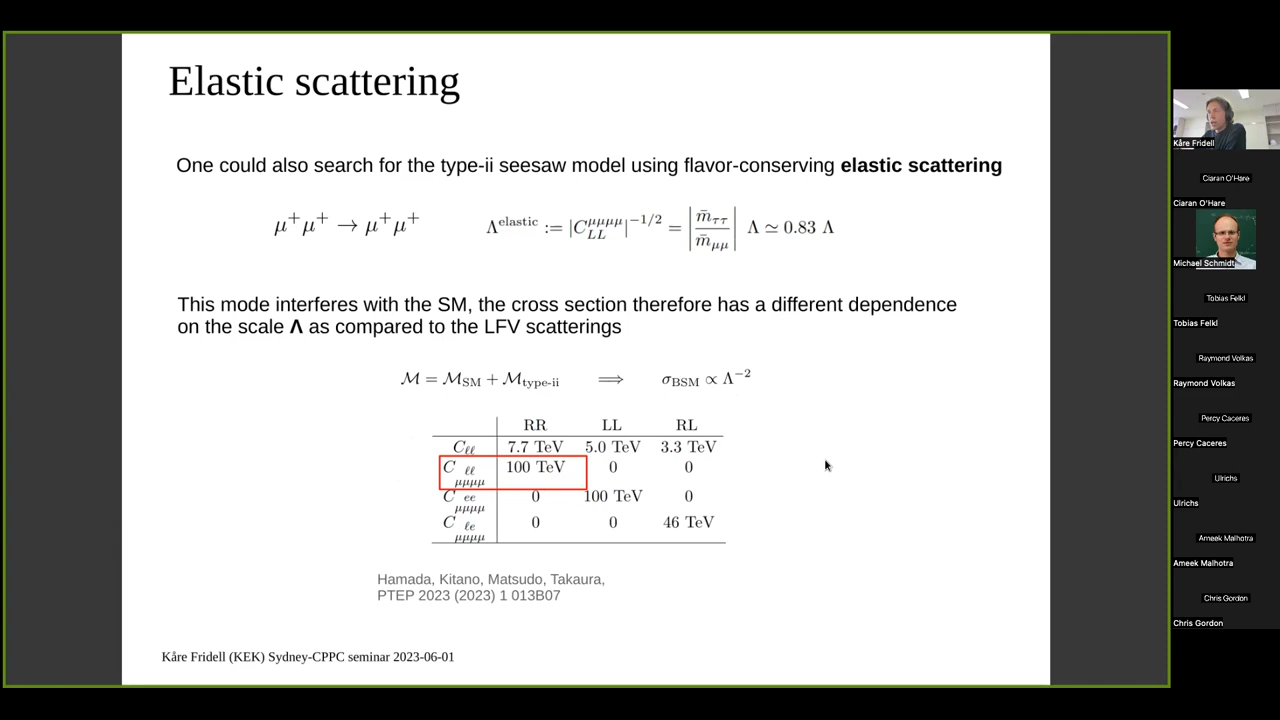 Elastic scattering
One could also search for the type-ii seesaw model using flavor-conserving elastic scattering
μ⁺μ⁺ → μ⁺μ⁺
Λ^elastic := |C_LL^μμμμ|^−1/2 = |m̄_ττ / m̄_μμ| Λ ≃ 0.83 Λ
This mode interferes with the SM, the cross section therefore has a different dependence
on the scale Λ as compared to the LFV scatterings
ℳ = ℳ_SM + ℳ_type-ii ⟹ σ_BSM ∝ Λ⁻²
RR LL RL
C_ℓℓ 7.7 TeV 5.0 TeV 3.3 TeV
C_ℓℓ μμμμ 100 TeV 0 0
C_ee μμμμ 0 100 TeV 0
C_ℓe μμμμ 0 0 46 TeV
Hamada, Kitano, Matsudo, Takaura,
PTEP 2023 (2023) 1 013B07
Kåre Fridell (KEK) Sydney-CPPC seminar 2023-06-01
Kåre Fridell
Ciaran O'Hare
Ciaran O'Hare
Michael Schmidt
Tobias Felkl
Tobias Felkl
Raymond Volkas
Raymond Volkas
Percy Caceres
Percy Caceres
Ulrichs
Ulrichs
Ameek Malhotra
Ameek Malhotra
Chris Gordon
Chris Gordon